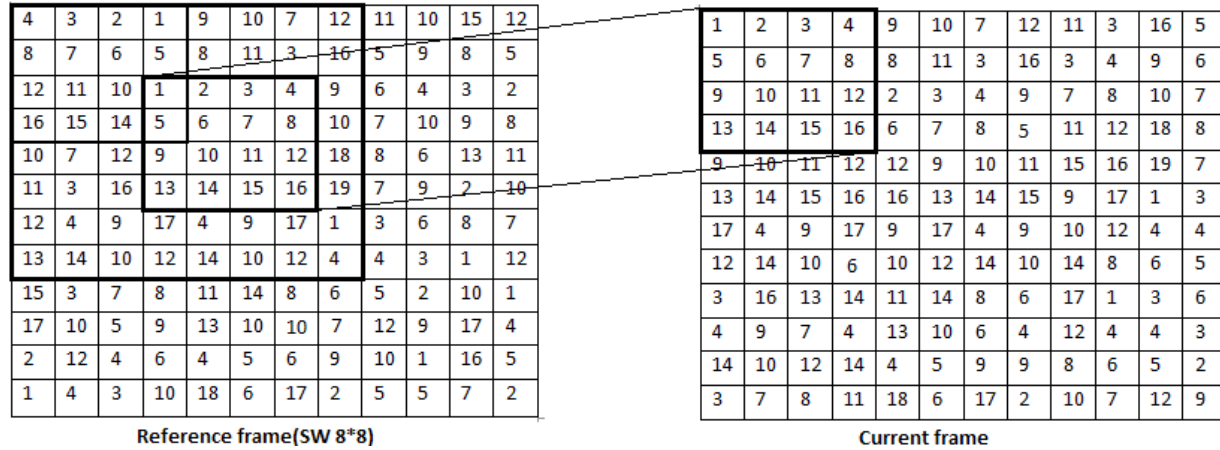 4 3 2 1 9 10 7 12 11 10 15 12
8 7 6 5 8 11 3 16 5 9 8 5
12 11 10 1 2 3 4 9 6 4 3 2
16 15 14 5 6 7 8 10 7 10 9 8
10 7 12 9 10 11 12 18 8 6 13 11
11 3 16 13 14 15 16 19 7 9 2 10
12 4 9 17 4 9 17 1 3 6 8 7
13 14 10 12 14 10 12 4 4 3 1 12
15 3 7 8 11 14 8 6 5 2 10 1
17 10 5 9 13 10 10 7 12 9 17 4
2 12 4 6 4 5 6 9 10 1 16 5
1 4 3 10 18 6 17 2 5 5 7 2
Reference frame(SW 8*8)
1 2 3 4 9 10 7 12 11 3 16 5
5 6 7 8 8 11 3 16 3 4 9 6
9 10 11 12 2 3 4 9 7 8 10 7
13 14 15 16 6 7 8 5 11 12 18 8
9 10 11 12 12 9 10 11 15 16 19 7
13 14 15 16 16 13 14 15 9 17 1 3
17 4 9 17 9 17 4 9 10 12 4 4
12 14 10 6 10 12 14 10 14 8 6 5
3 16 13 14 11 14 8 6 17 1 3 6
4 9 7 4 13 10 6 4 12 4 4 3
14 10 12 14 4 5 9 9 8 6 5 2
3 7 8 11 18 6 17 2 10 7 12 9
Current frame